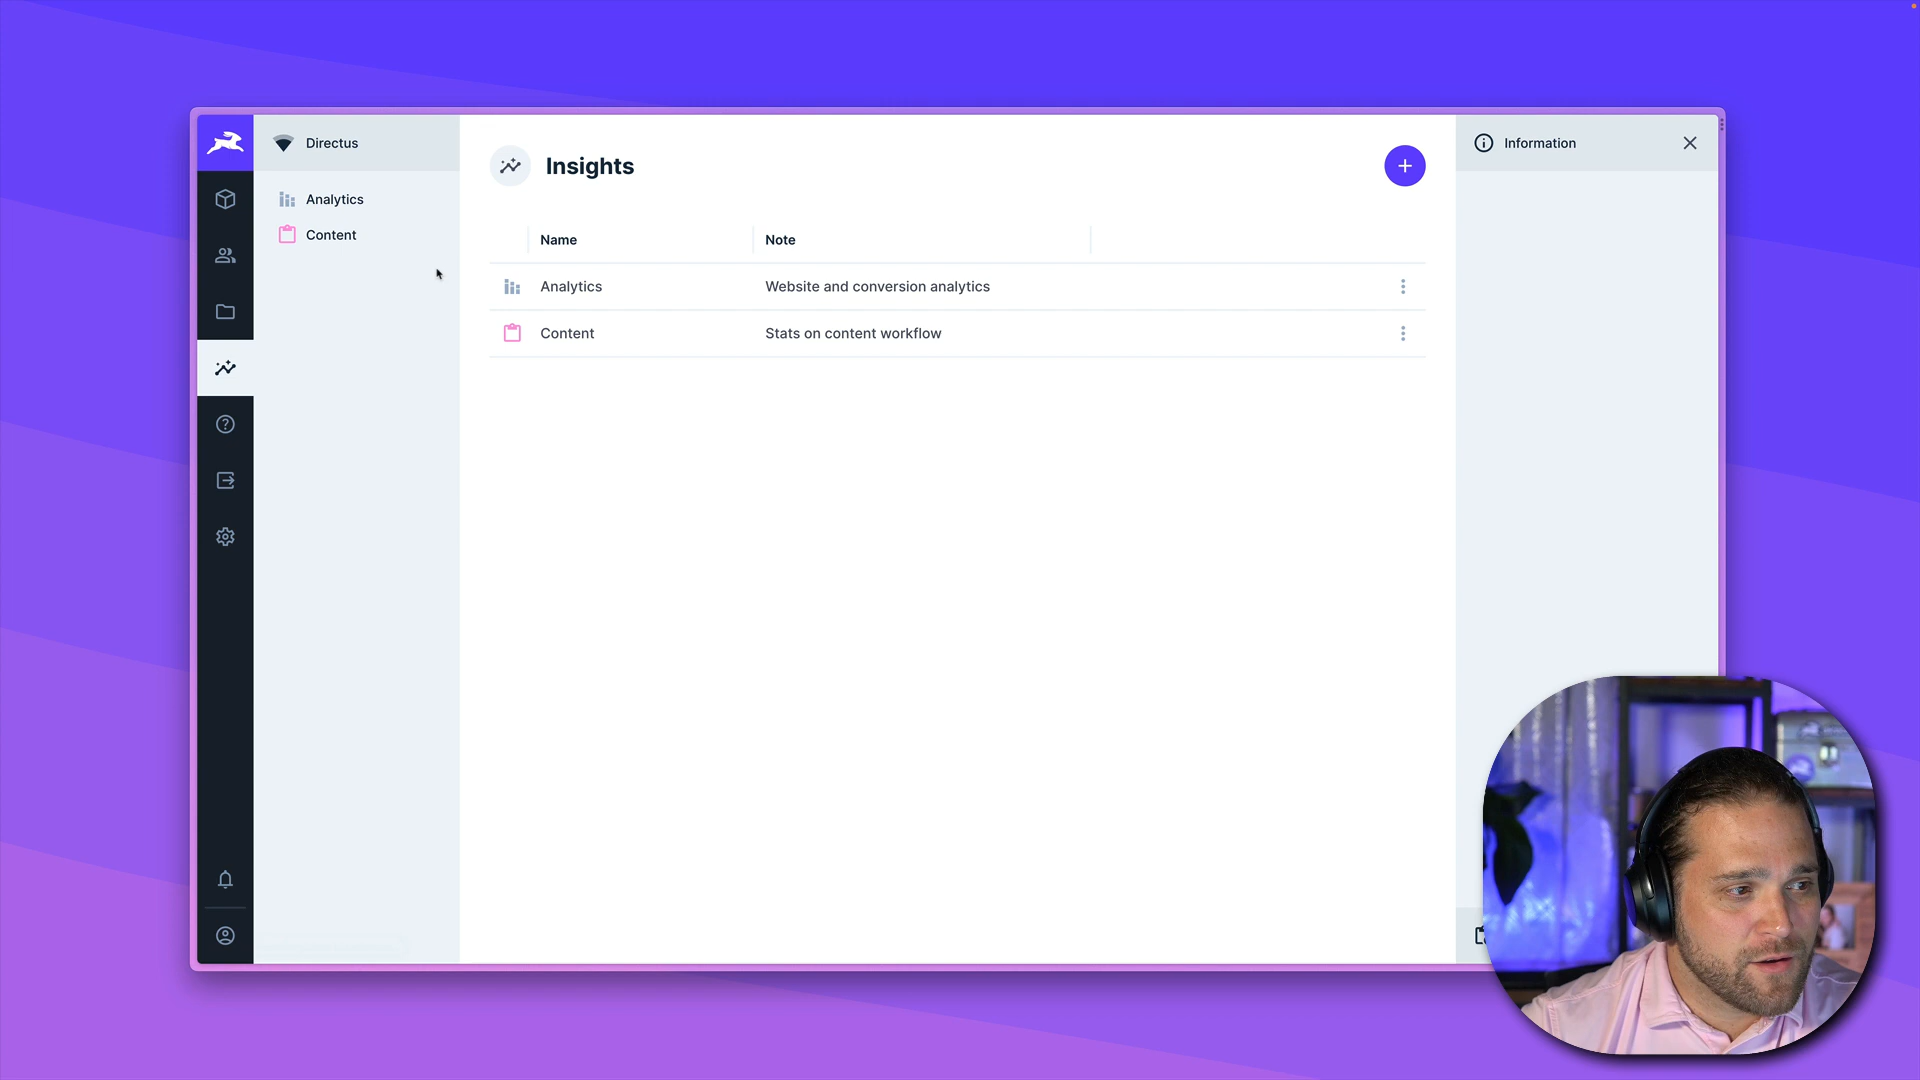 Directus
Analytics
Content
Insights
Name
Note
Analytics
Website and conversion analytics
Content
Stats on content workflow
Information